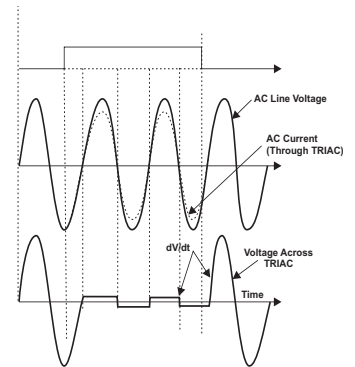 AC Line Voltage
AC Current
(Through TRIAC)
dV/dt
Voltage Across
TRIAC
Time